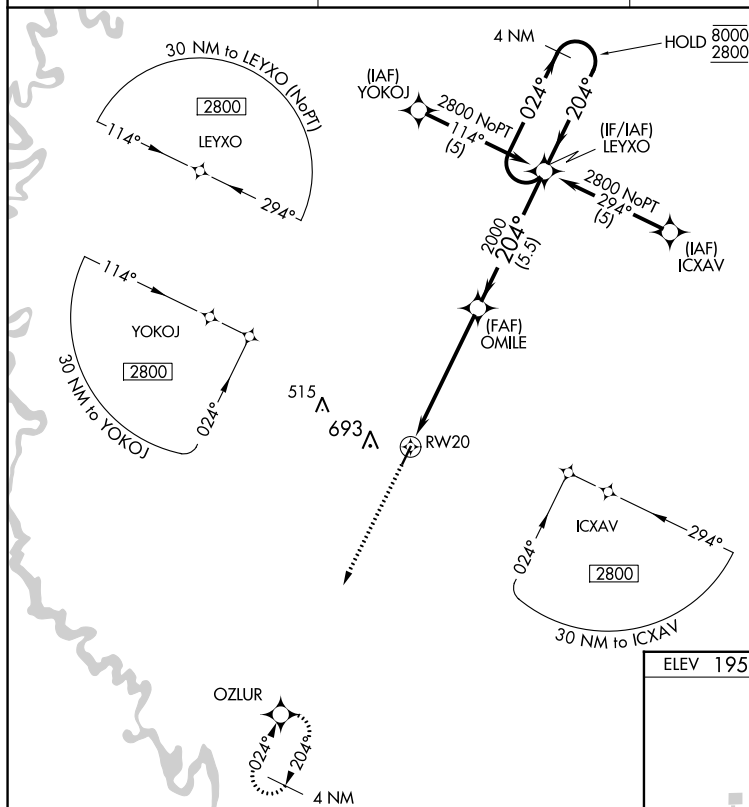 30 NM to LEYXO (NoPT)
2800
LEYXO
114°
294°
4 NM
HOLD 8000
2800
(IAF)
YOKOJ
2800 NoPT
114°
(5)
024°
204°
(IF/IAF)
LEYXO
2800 NoPT
294°
(5)
(IAF)
ICXAV
2000
204°
(5.5)
(FAF)
OMILE
114°
YOKOJ
2800
024°
30 NM to YOKOJ
515
693
RW20
ICXAV
024°
294°
2800
30 NM to ICXAV
ELEV 195
OZLUR
024°
204°
4 NM